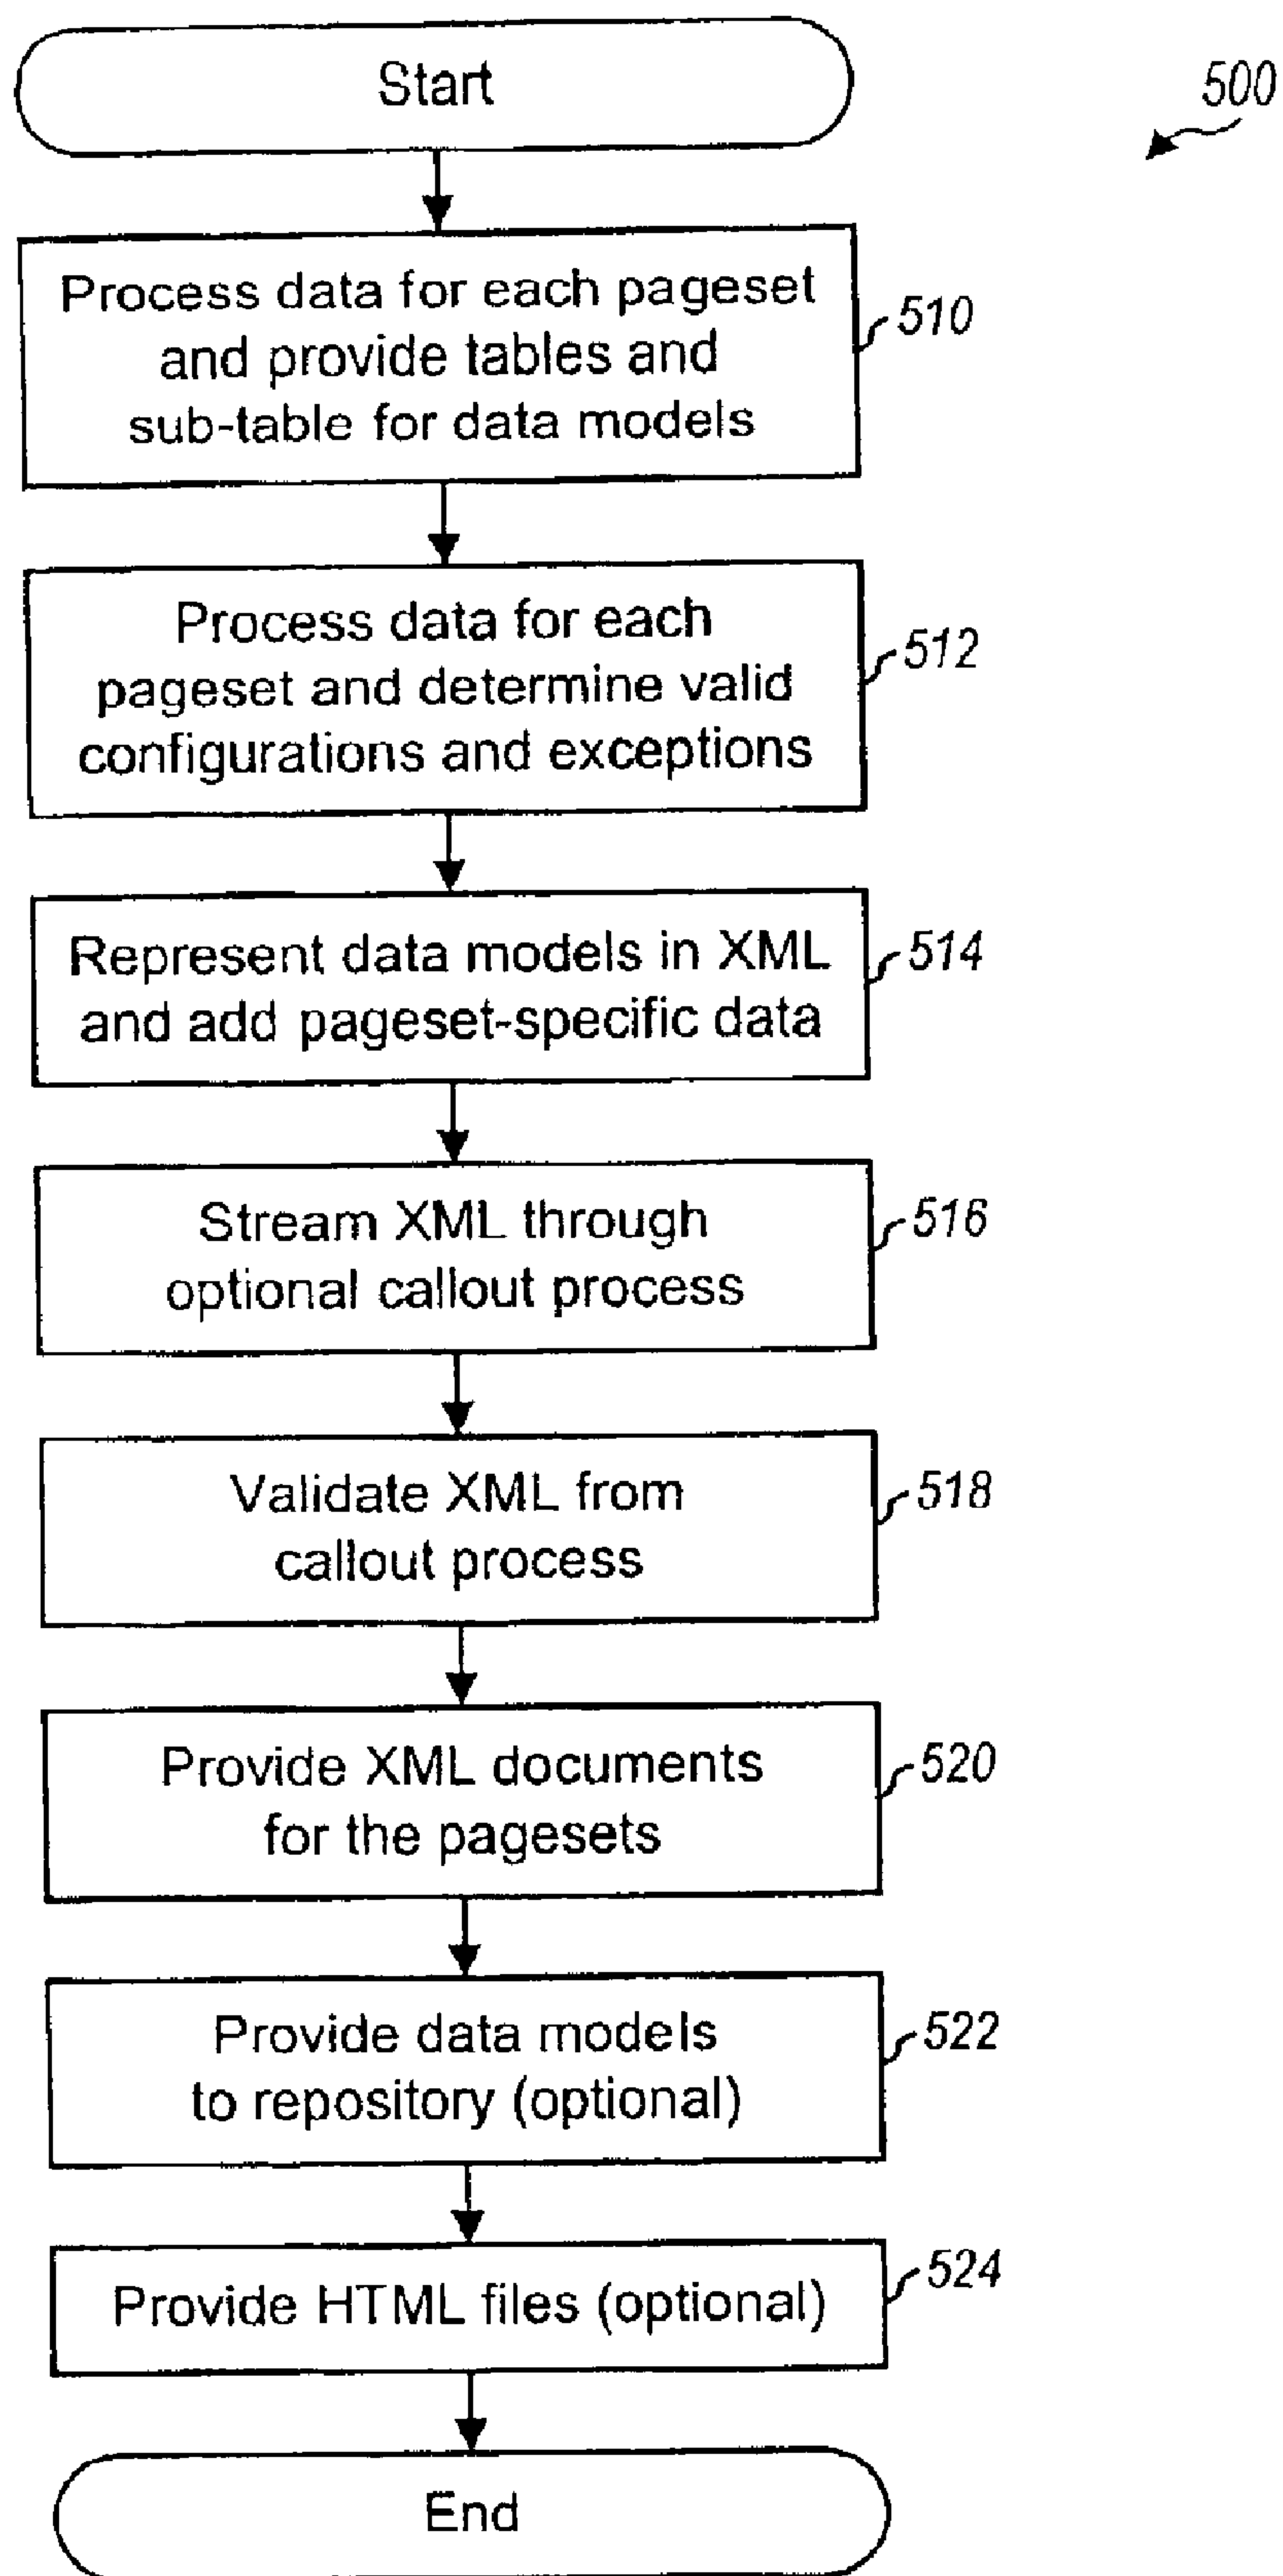 Start
500
Process data for each pageset
and provide tables and
sub-table for data models
510
Process data for each
pageset and determine valid
configurations and exceptions
512
Represent data models in XML
and add pageset-specific data
514
Stream XML through
optional callout process
516
Validate XML from
callout process
518
Provide XML documents
for the pagesets
520
Provide data models
to repository (optional)
522
Provide HTML files (optional)
524
End